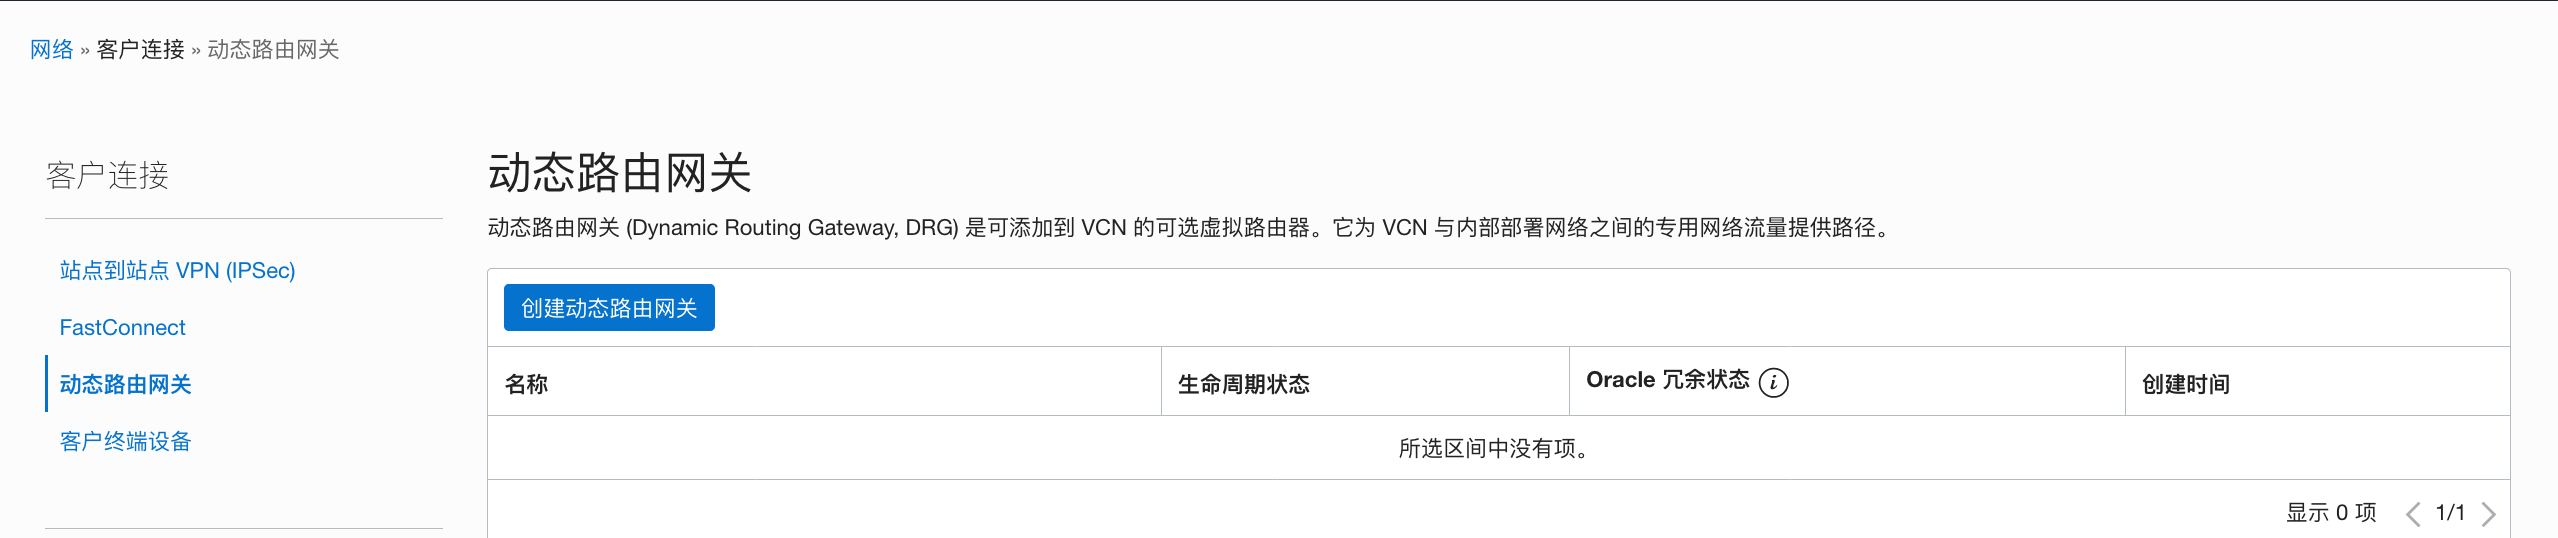 网络 » 客户连接 » 动态路由网关
客户连接
站点到站点 VPN (IPSec)
FastConnect
动态路由网关
客户终端设备
动态路由网关
动态路由网关 (Dynamic Routing Gateway, DRG) 是可添加到 VCN 的可选虚拟路由器。它为 VCN 与内部部署网络之间的专用网络流量提供路径。
创建动态路由网关
名称 生命周期状态 Oracle 冗余状态 i 创建时间
所选区间中没有项。
显示 0 项 1/1